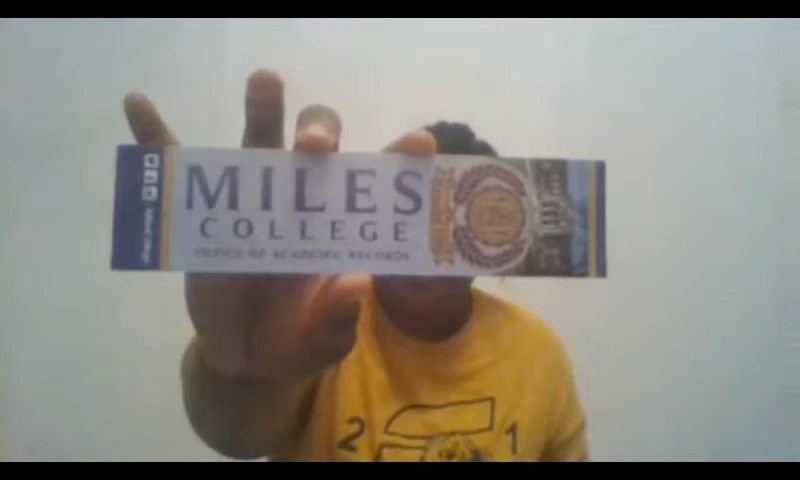 MILES
COLLEGE
OFFICE OF ACADEMIC RECORDS
2 1